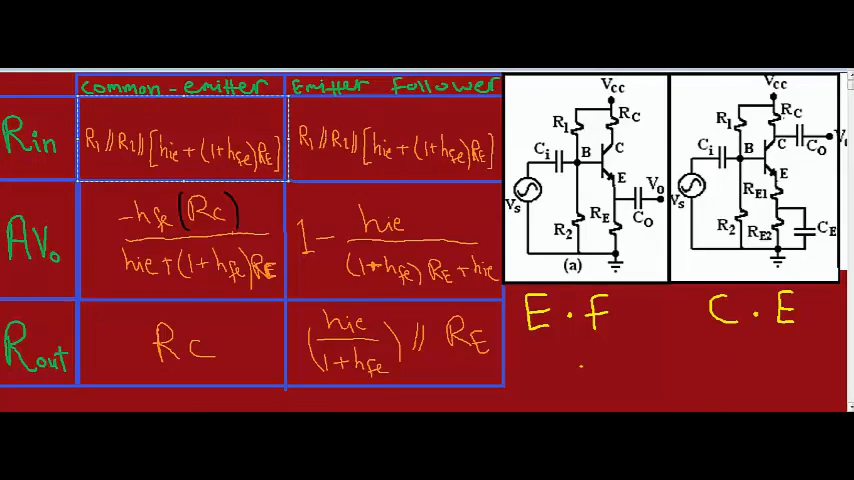 common-emitter Emitter follower
Rin R1 // R2 // [hie + (1+hfe)RE] R1 // R2 // [hie + (1+hfe)RE]
AVo -hfe (Rc) / hie + (1+hfe)RE 1 - hie / (1+hfe) RE + hie
Rout Rc (hie / 1+hfe) // RE
VCC
R1
RC
Ci
B
C
E
VS
R2
RE
CO
VO
(a)
VCC
R1
RC
Ci
B
C
CO
E
VS
RE1
R2
RE2
CE
E.F C.E